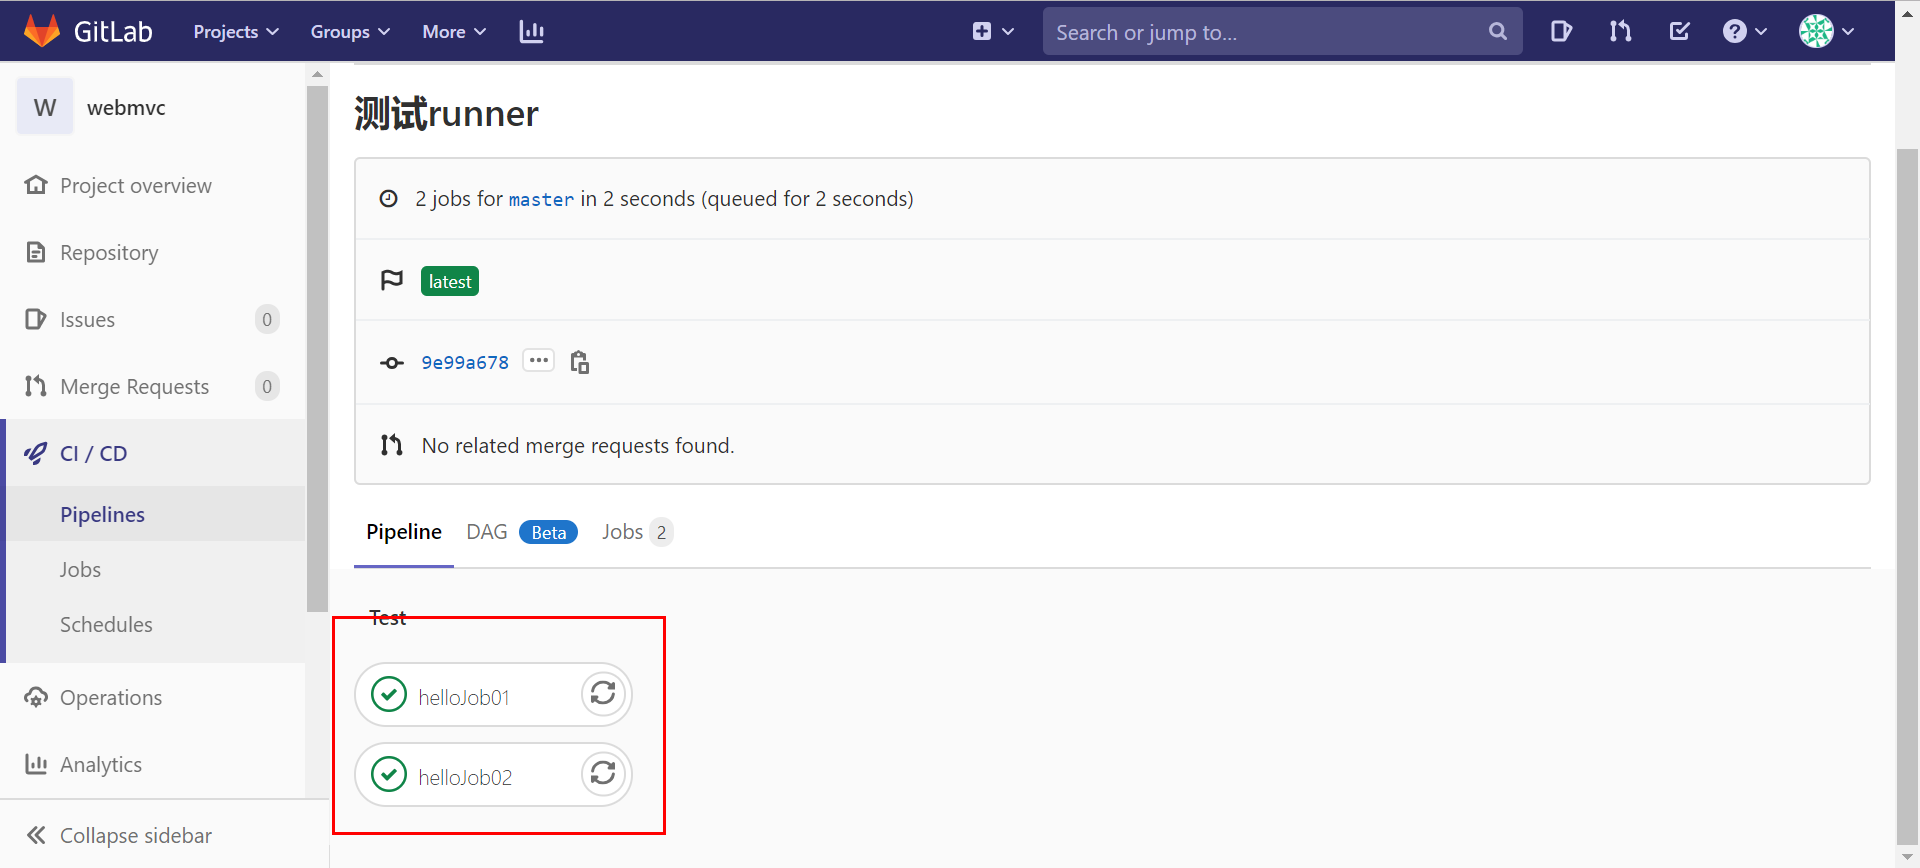 GitLab Projects Groups More Search or jump to...
W webmvc
Project overview
Repository
Issues 0
Merge Requests 0
CI / CD
Pipelines
Jobs
Schedules
Operations
Analytics
Collapse sidebar
测试runner
2 jobs for master in 2 seconds (queued for 2 seconds)
latest
9e99a678
No related merge requests found.
Pipeline DAG Beta Jobs 2
Test
helloJob01
helloJob02